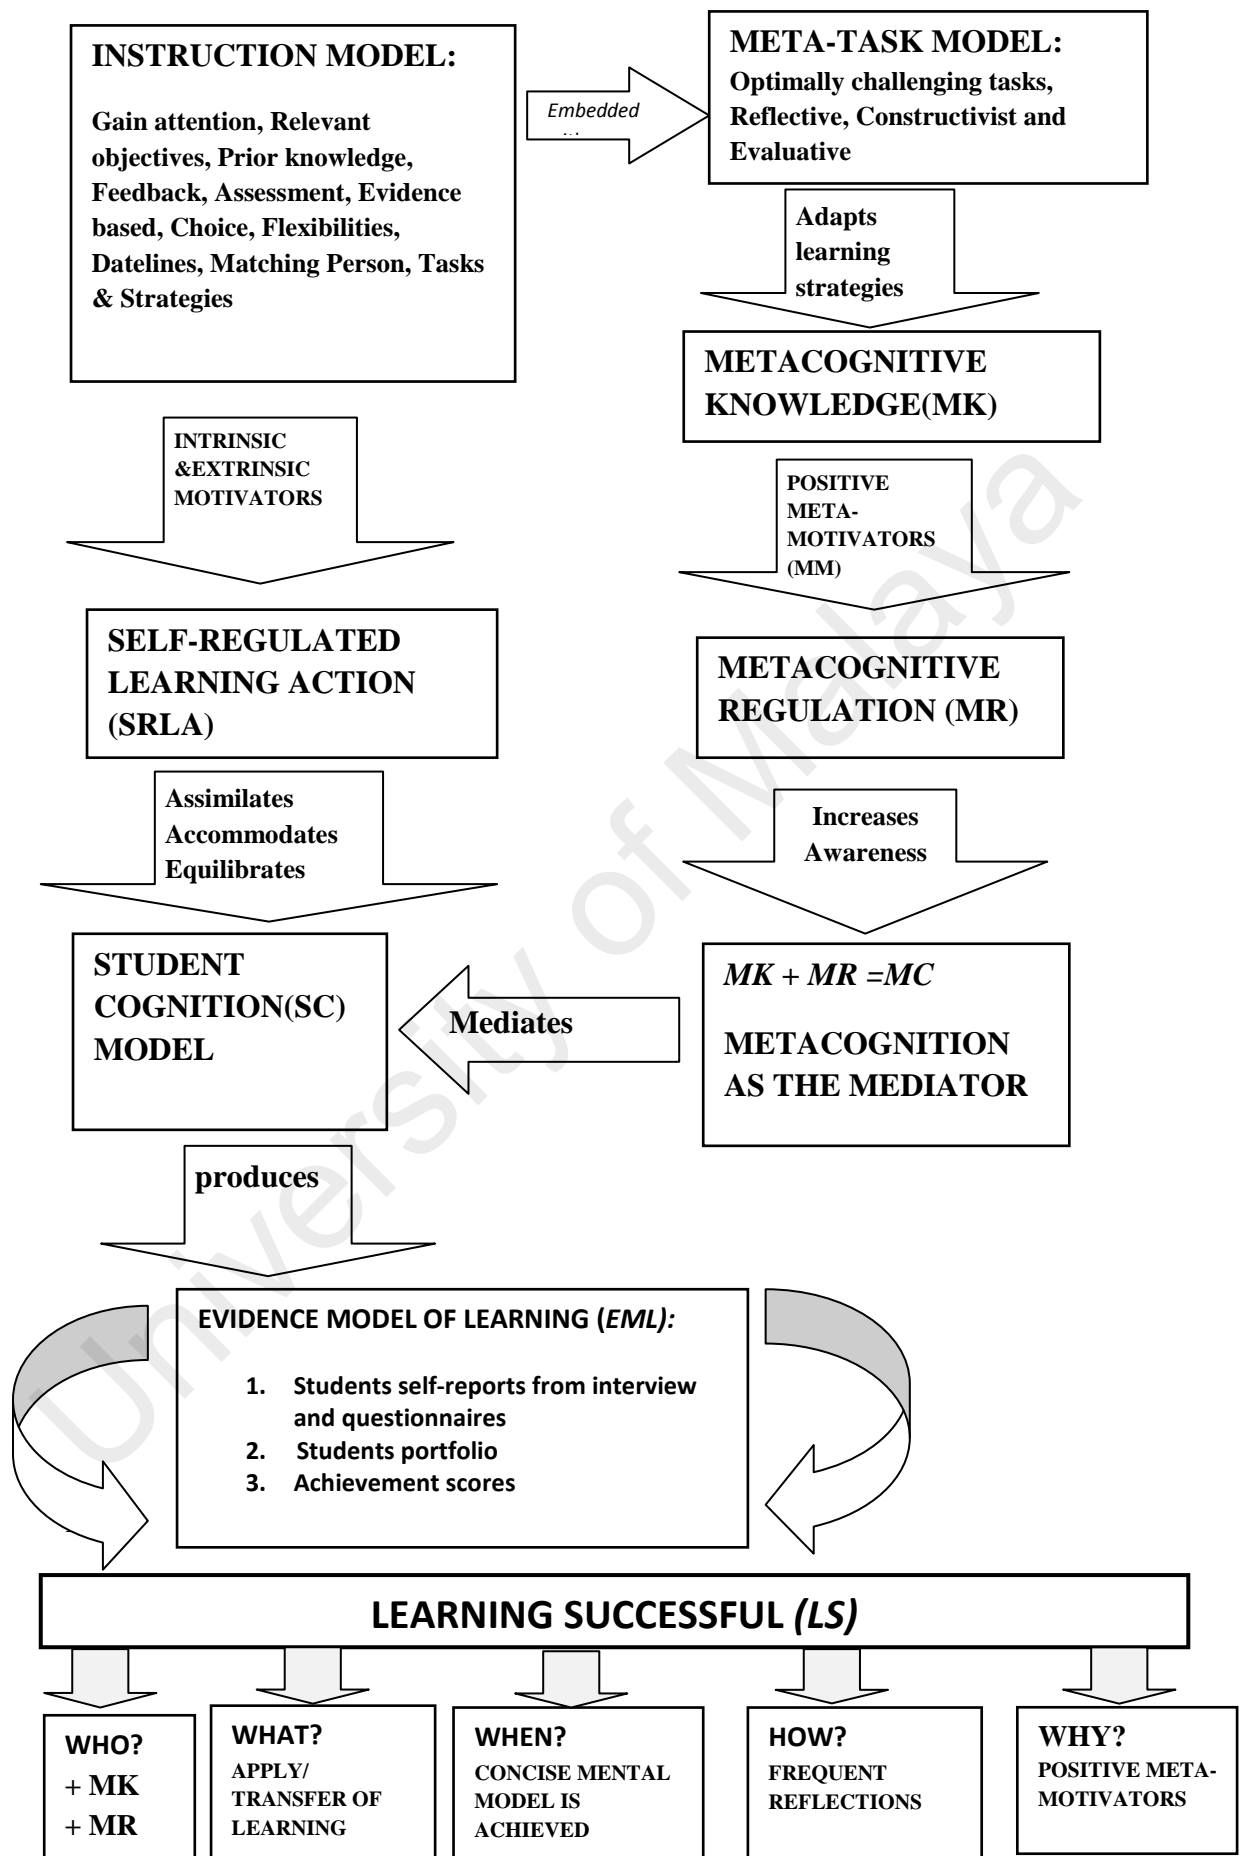 INSTRUCTION MODEL:
Gain attention, Relevant
objectives, Prior knowledge,
Feedback, Assessment, Evidence
based, Choice, Flexibilities,
Datelines, Matching Person, Tasks
& Strategies
Embedded
META-TASK MODEL:
Optimally challenging tasks,
Reflective, Constructivist and
Evaluative
Adapts
learning
strategies
METACOGNITIVE
KNOWLEDGE(MK)
INTRINSIC
&EXTRINSIC
MOTIVATORS
POSITIVE
META-
MOTIVATORS
(MM)
SELF-REGULATED
LEARNING ACTION
(SRLA)
METACOGNITIVE
REGULATION (MR)
Assimilates
Accommodates
Equilibrates
Increases
Awareness
STUDENT
COGNITION(SC)
MODEL
Mediates
MK + MR =MC
METACOGNITION
AS THE MEDIATOR
produces
EVIDENCE MODEL OF LEARNING (EML):
1. Students self-reports from interview
and questionnaires
2. Students portfolio
3. Achievement scores
LEARNING SUCCESSFUL (LS)
WHO?
+ MK
+ MR
WHAT?
APPLY/
TRANSFER OF
LEARNING
WHEN?
CONCISE MENTAL
MODEL IS
ACHIEVED
HOW?
FREQUENT
REFLECTIONS
WHY?
POSITIVE META-
MOTIVATORS
University of Malaya